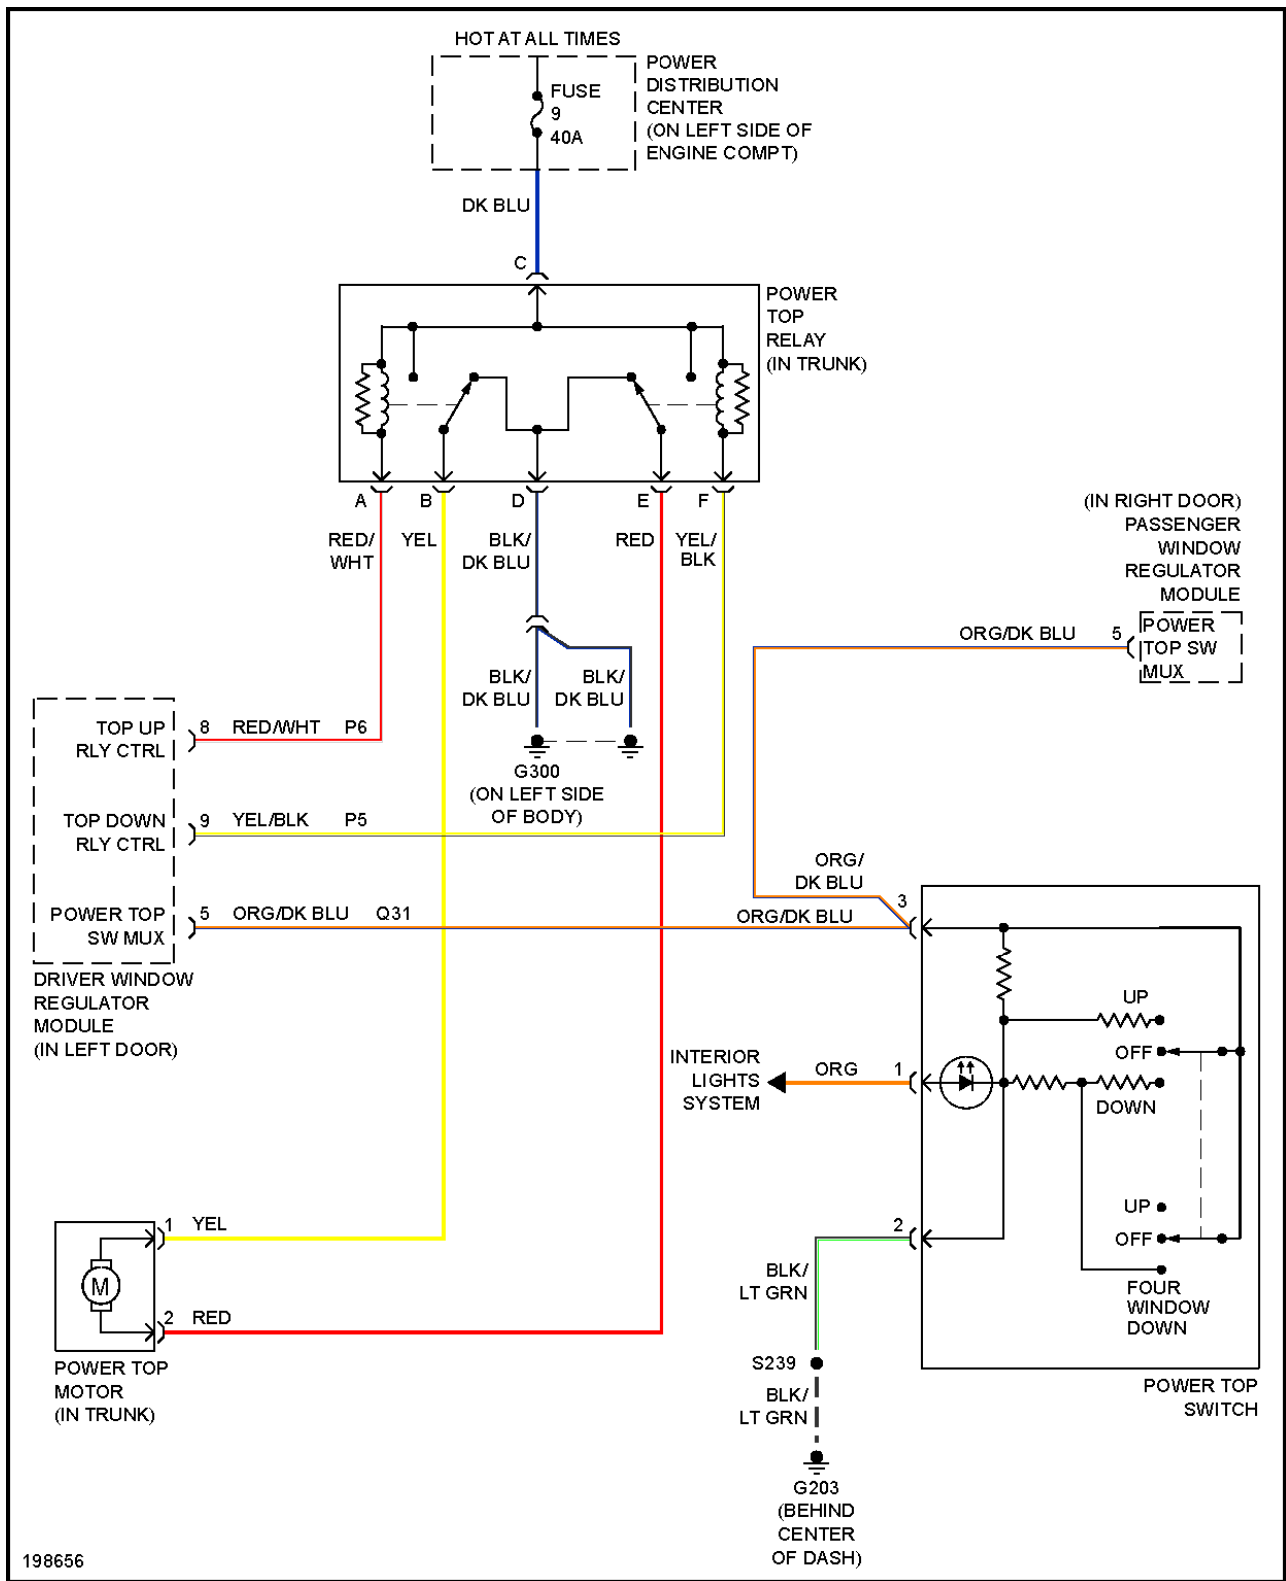 HOT AT ALL TIMES
FUSE
9
40A
POWER
DISTRIBUTION
CENTER
(ON LEFT SIDE OF
ENGINE COMPT)
DK BLU
C
POWER
TOP
RELAY
(IN TRUNK)
A
B
D
E
F
RED/
WHT
YEL
BLK/
DK BLU
RED
YEL/
BLK
(IN RIGHT DOOR)
PASSENGER
WINDOW
REGULATOR
MODULE
ORG/DK BLU
5
POWER
TOP SW
MUX
BLK/
DK BLU
BLK/
DK BLU
G300
(ON LEFT SIDE
OF BODY)
TOP UP
RLY CTRL
8 RED/WHT P6
TOP DOWN
RLY CTRL
9 YEL/BLK P5
POWER TOP
SW MUX
5 ORG/DK BLU Q31
DRIVER WINDOW
REGULATOR
MODULE
(IN LEFT DOOR)
ORG/
DK BLU
ORG/DK BLU
3
UP
OFF
DOWN
INTERIOR
LIGHTS
SYSTEM
ORG
1
UP
OFF
FOUR
WINDOW
DOWN
2
BLK/
LT GRN
POWER TOP
SWITCH
S239
BLK/
LT GRN
G203
(BEHIND
CENTER
OF DASH)
1 YEL
M
2 RED
POWER TOP
MOTOR
(IN TRUNK)
198656